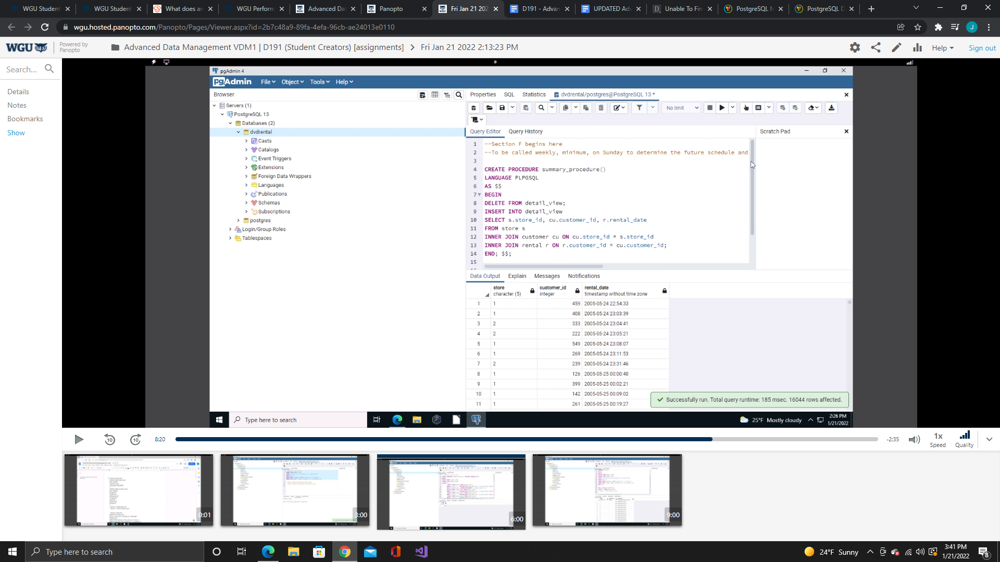 WGU Student
WGU Student
What does an
WGU Perform
Advanced Da
Panopto
Fri Jan 21 202
D191 - Advan
UPDATED Ad
Unable To Fin
PostgreSQL
PostgreSQL
wgu.hosted.panopto.com/Panopto/Pages/Viewer.aspx?id=2b7c48a9-89fa-4efa-96cb-ae24013e0110
J
WGU
Powered by
Panopto
Advanced Data Management VDM1 | D191 (Student Creators) [assignments] > Fri Jan 21 2022 2:13:23 PM
Help
Sign out
Search...
Details
Notes
Bookmarks
Show
pgAdmin 4
pgAdmin
File
Object
Tools
Help
Browser
Servers (1)
PostgreSQL 13
Databases (2)
dvdrental
Casts
Catalogs
Event Triggers
Extensions
Foreign Data Wrappers
Languages
Publications
Schemas
Subscriptions
postgres
Login/Group Roles
Tablespaces
Properties
SQL
Statistics
dvdrental/postgres@PostgreSQL 13 *
No limit
Query Editor
Query History
Scratch Pad
1 --Section F begins here
2 --To be called weekly, minimum, on Sunday to determine the future schedule and
3
4 CREATE PROCEDURE summary_procedure()
5 LANGUAGE PLPGSQL
6 AS $$
7 BEGIN
8 DELETE FROM detail_view;
9 INSERT INTO detail_view
10 SELECT s.store_id, cu.customer_id, r.rental_date
11 FROM store s
12 INNER JOIN customer cu ON cu.store_id = s.store_id
13 INNER JOIN rental r ON r.customer_id = cu.customer_id;
14 END; $$;
15
Data Output
Explain
Messages
Notifications
store
character (5)
customer_id
integer
rental_date
timestamp without time zone
1 1 459 2005-05-24 22:54:33
2 1 408 2005-05-24 23:03:39
3 2 333 2005-05-24 23:04:41
4 2 222 2005-05-24 23:05:21
5 1 549 2005-05-24 23:08:07
6 1 269 2005-05-24 23:11:53
7 2 239 2005-05-24 23:31:46
8 1 126 2005-05-25 00:00:40
9 1 399 2005-05-25 00:02:21
10 1 142 2005-05-25 00:09:02
11 1 261 2005-05-25 00:19:27
Successfully run. Total query runtime: 185 msec. 16044 rows affected.
Type here to search
25°F Mostly cloudy
2:26 PM
1/21/2022
10
10
8:20
-2:35
1x
Speed
Quality
0:01
3:00
6:00
9:00
Type here to search
24°F Sunny
3:41 PM
1/21/2022
8